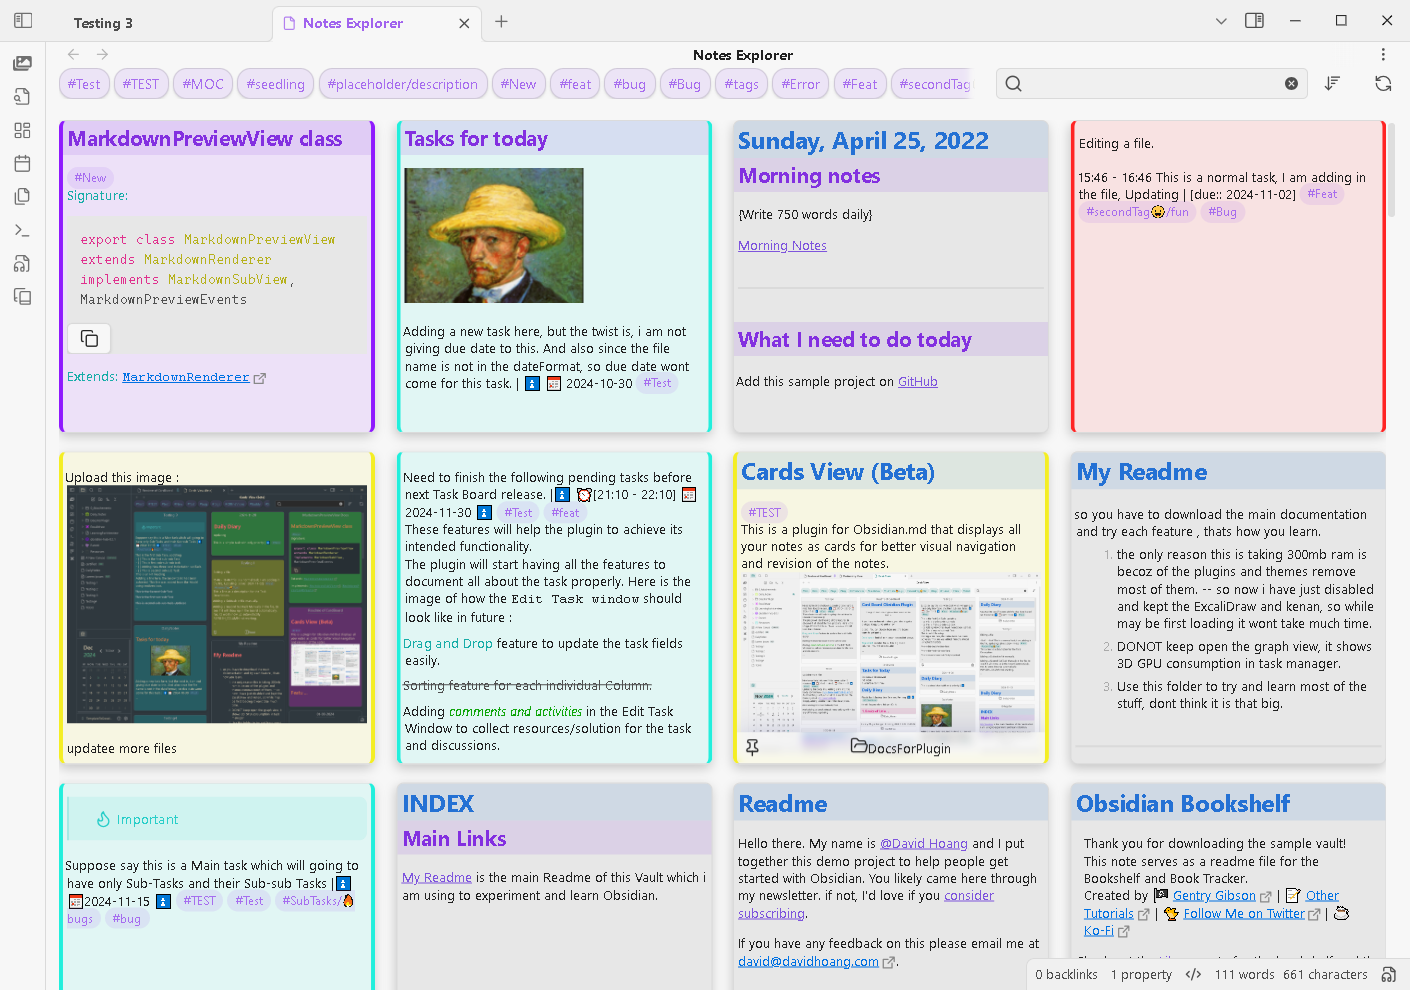 Testing 3
Notes Explorer
Notes Explorer
#Test #TEST #MOC #seedling #placeholder/description #New #feat #bug #Bug #tags #Error #Feat #secondTag
MarkdownPreviewView class
#New
Signature:
export class MarkdownPreviewView
extends MarkdownRenderer
implements MarkdownSubView,
MarkdownPreviewEvents
Extends: MarkdownRenderer
Tasks for today
Adding a new task here, but the twist is, i am not
giving due date to this. And also since the file
name is not in the dateFormat, so due date wont
come for this task. | ⏫ 📅 2024-10-30 #Test
Sunday, April 25, 2022
Morning notes
{Write 750 words daily}
Morning Notes
What I need to do today
Add this sample project on GitHub
Editing a file.
15:46 - 16:46 This is a normal task, I am adding in
the file, Updating | [due:: 2024-11-02] #Feat
#secondTag😀/fun #Bug
Upload this image :
updatee more files
Need to finish the following pending tasks before
next Task Board release. |⏫ ⏰[21:10 - 22:10] 📅
2024-11-30 ⏫ #Test #feat
These features will help the plugin to achieve its
intended functionality.
The plugin will start having all the features to
document all about the task properly. Here is the
image of how the Edit Task window should
look like in future :
Drag and Drop feature to update the task fields
easily.
Sorting feature for each individual Column.
Adding comments and activities in the Edit Task
Window to collect resources/solution for the task
and discussions.
Cards View (Beta)
#TEST
This is a plugin for Obsidian.md that displays all
your notes as cards for better visual navigation
and revision of the notes.
DocsForPlugin
My Readme
so you have to download the main documentation
and try each feature , thats how you learn.
1. the only reason this is taking 300mb ram is
becoz of the plugins and themes remove
most of them. -- so now i have just disabled
and kept the ExcaliDraw and kenan, so while
may be first loading it wont take much time.
2. DONOT keep open the graph view, it shows
3D GPU consumption in task manager.
3. Use this folder to try and learn most of the
stuff, dont think it is that big.
Important
Suppose say this is a Main task which will going to
have only Sub-Tasks and their Sub-sub Tasks |⏫
📅2024-11-15 ⏫ #TEST #Test #SubTasks/🔥
bugs #bug
INDEX
Main Links
My Readme is the main Readme of this Vault which i
am using to experiment and learn Obsidian.
Readme
Hello there. My name is @David Hoang and I put
together this demo project to help people get
started with Obsidian. You likely came here through
my newsletter. if not, I'd love if you consider
subscribing.
If you have any feedback on this please email me at
david@davidhoang.com.
Obsidian Bookshelf
Thank you for downloading the sample vault!
This note serves as a readme file for the
Bookshelf and Book Tracker.
Created by 🏴 Gentry Gibson | 📝 Other
Tutorials | 🐤 Follow Me on Twitter | ☕
Ko-Fi
0 backlinks 1 property 111 words 661 characters